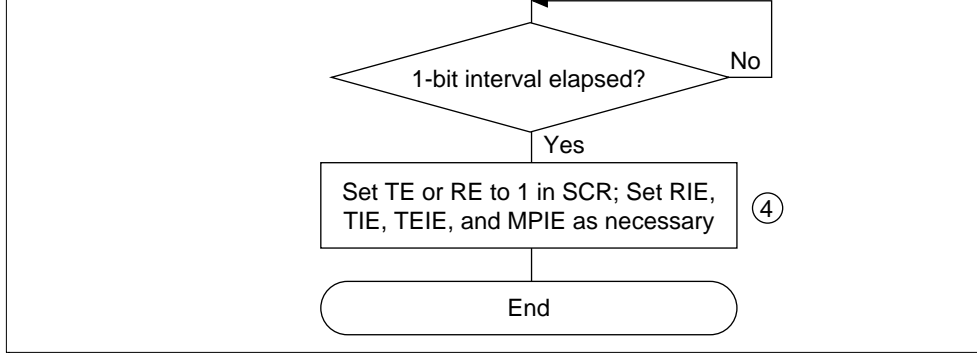 No
1-bit interval elapsed?
Yes
Set TE or RE to 1 in SCR; Set RIE,
TIE, TEIE, and MPIE as necessary
4
End